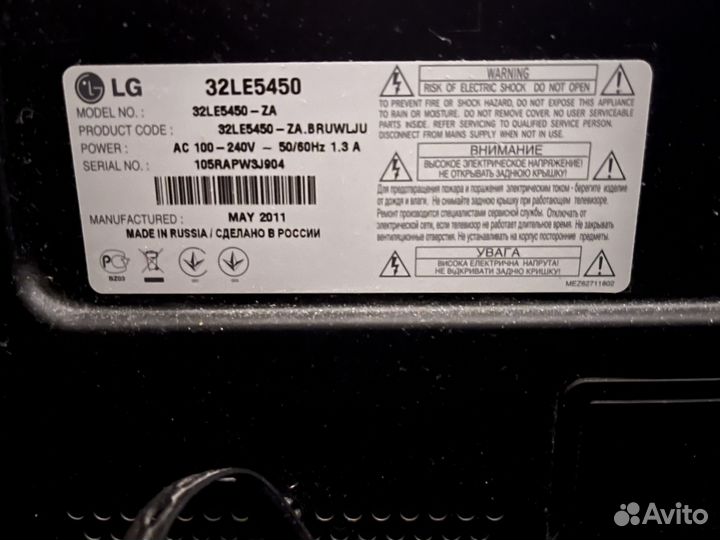 LG 32LE5450
MODEL NO. : 32LE5450-ZA
PRODUCT CODE : 32LE5450-ZA.BRUWLJU
POWER : AC 100-240V ~ 50/60Hz 1.3 A
SERIAL NO. : 105RAPW3J904
MANUFACTURED : MAY 2011
MADE IN RUSSIA / СДЕЛАНО В РОССИИ
BZ03
WARNING
RISK OF ELECTRIC SHOCK DO NOT OPEN
TO PREVENT FIRE OR SHOCK HAZARD, DO NOT EXPOSE THIS APPLIANCE
TO RAIN OR MOISTURE, DO NOT REMOVE COVER. NO USER SERVICEABLE
PARTS INSIDE. REFER SERVICING TO QUALIFIED SERVICE PERSONNEL.
DISCONNECT FROM MAINS SUPPLY WHEN NOT IN USE.
ВНИМАНИЕ
ВЫСОКОЕ ЭЛЕКТРИЧЕСКОЕ НАПРЯЖЕНИЕ!
НЕ ОТКРЫВАТЬ ЗАДНЮЮ КРЫШКУ!
Для предотвращения пожара и поражения электрическим током - берегите изделие
от дождя и влаги. Не снимайте заднюю крышку при работающем телевизоре.
Ремонт производится специалистами сервисной службы. Отключать от
электрической сети, если телевизор длительное время не включался. Не закрывать
вентиляционные отверстия. Не устанавливать на корпус посторонние предметы.
УВАГА
ВИСОКА ЕЛЕКТРИЧНА НАПРУГА!
НЕ ВІДКРИВАТИ ЗАДНЮ КРИШКУ!
MEZ62711602
Avito